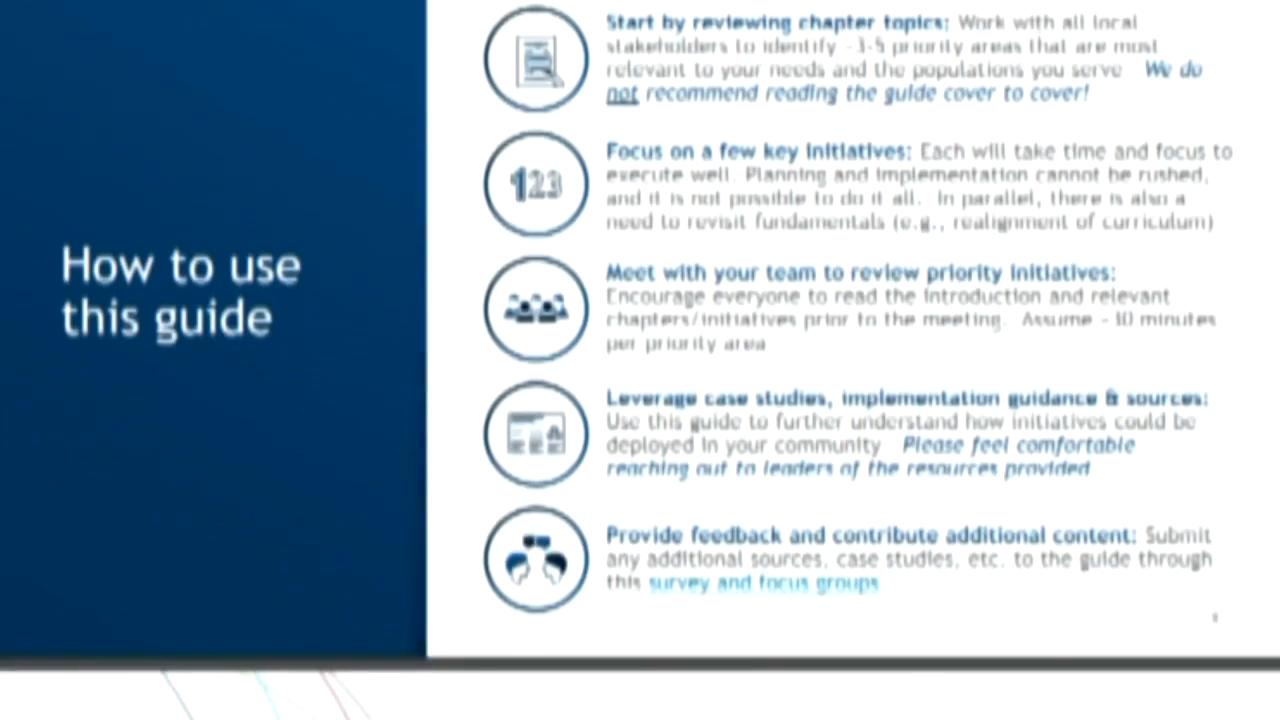 How to use
this guide
Start by reviewing chapter topics: Work with all local
stakeholders to identify ~3-5 priority areas that are most
relevant to your needs and the populations you serve We do
not recommend reading the guide cover to cover!
123
Focus on a few key initiatives: Each will take time and focus to
execute well. Planning and implementation cannot be rushed,
and it is not possible to do it all. In parallel, there is also a
need to revisit fundamentals (e.g., realignment of curriculum)
Meet with your team to review priority initiatives:
Encourage everyone to read the introduction and relevant
chapters/initiatives prior to the meeting. Assume ~10 minutes
per priority area
Leverage case studies, implementation guidance & sources:
Use this guide to further understand how initiatives could be
deployed in your community Please feel comfortable
reaching out to leaders of the resources provided
Provide feedback and contribute additional content: Submit
any additional sources, case studies, etc. to the guide through
this survey and focus groups